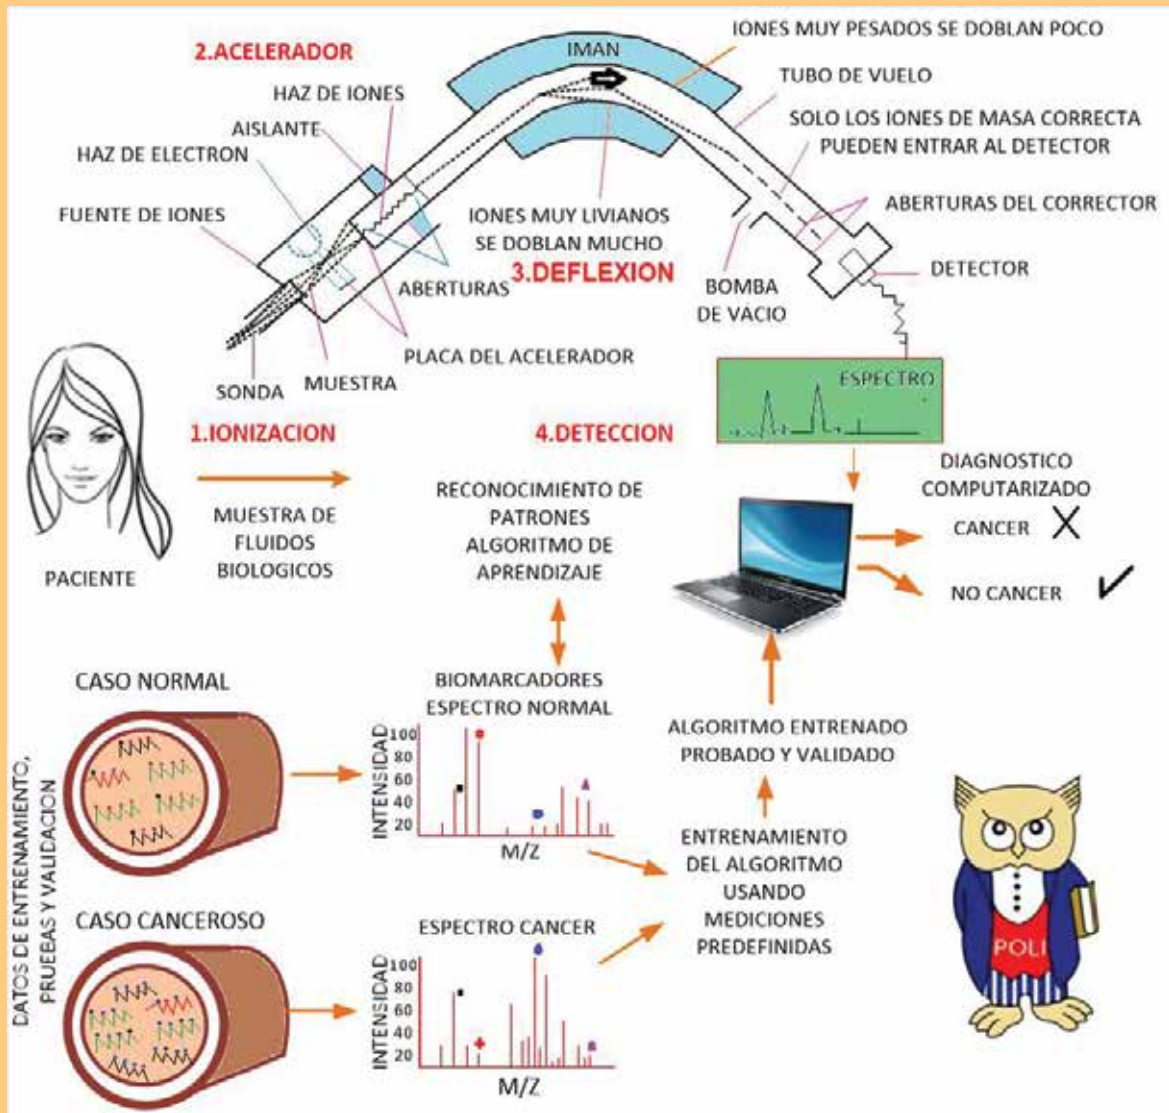 IONES MUY PESADOS SE DOBLAN POCO
IMAN
2.ACELERADOR
TUBO DE VUELO
HAZ DE IONES
SOLO LOS IONES DE MASA CORRECTA
PUEDEN ENTRAR AL DETECTOR
AISLANTE
HAZ DE ELECTRON
ABERTURAS DEL CORRECTOR
FUENTE DE IONES
IONES MUY LIVIANOS
SE DOBLAN MUCHO
3.DEFLEXION
DETECTOR
ABERTURAS
BOMBA
DE VACIO
PLACA DEL ACELERADOR
MUESTRA
SONDA
ESPECTRO
1.IONIZACION
4.DETECCION
MUESTRA DE
FLUIDOS
BIOLOGICOS
PACIENTE
RECONOCIMIENTO DE
PATRONES
ALGORITMO DE
APRENDIZAJE
DIAGNOSTICO
COMPUTARIZADO
CANCER
NO CANCER
CASO NORMAL
BIOMARCADORES
ESPECTRO NORMAL
INTENSIDAD
100
80
60
40
20
M/Z
ALGORITMO ENTRENADO
PROBADO Y VALIDADO
ENTRENAMIENTO
DEL ALGORITMO
USANDO
MEDICIONES
PREDEFINIDAS
DATOS DE ENTRENAMIENTO,
PRUEBAS Y VALIDACION
CASO CANCEROSO
ESPECTRO CANCER
INTENSIDAD
100
80
60
40
20
M/Z
POLI